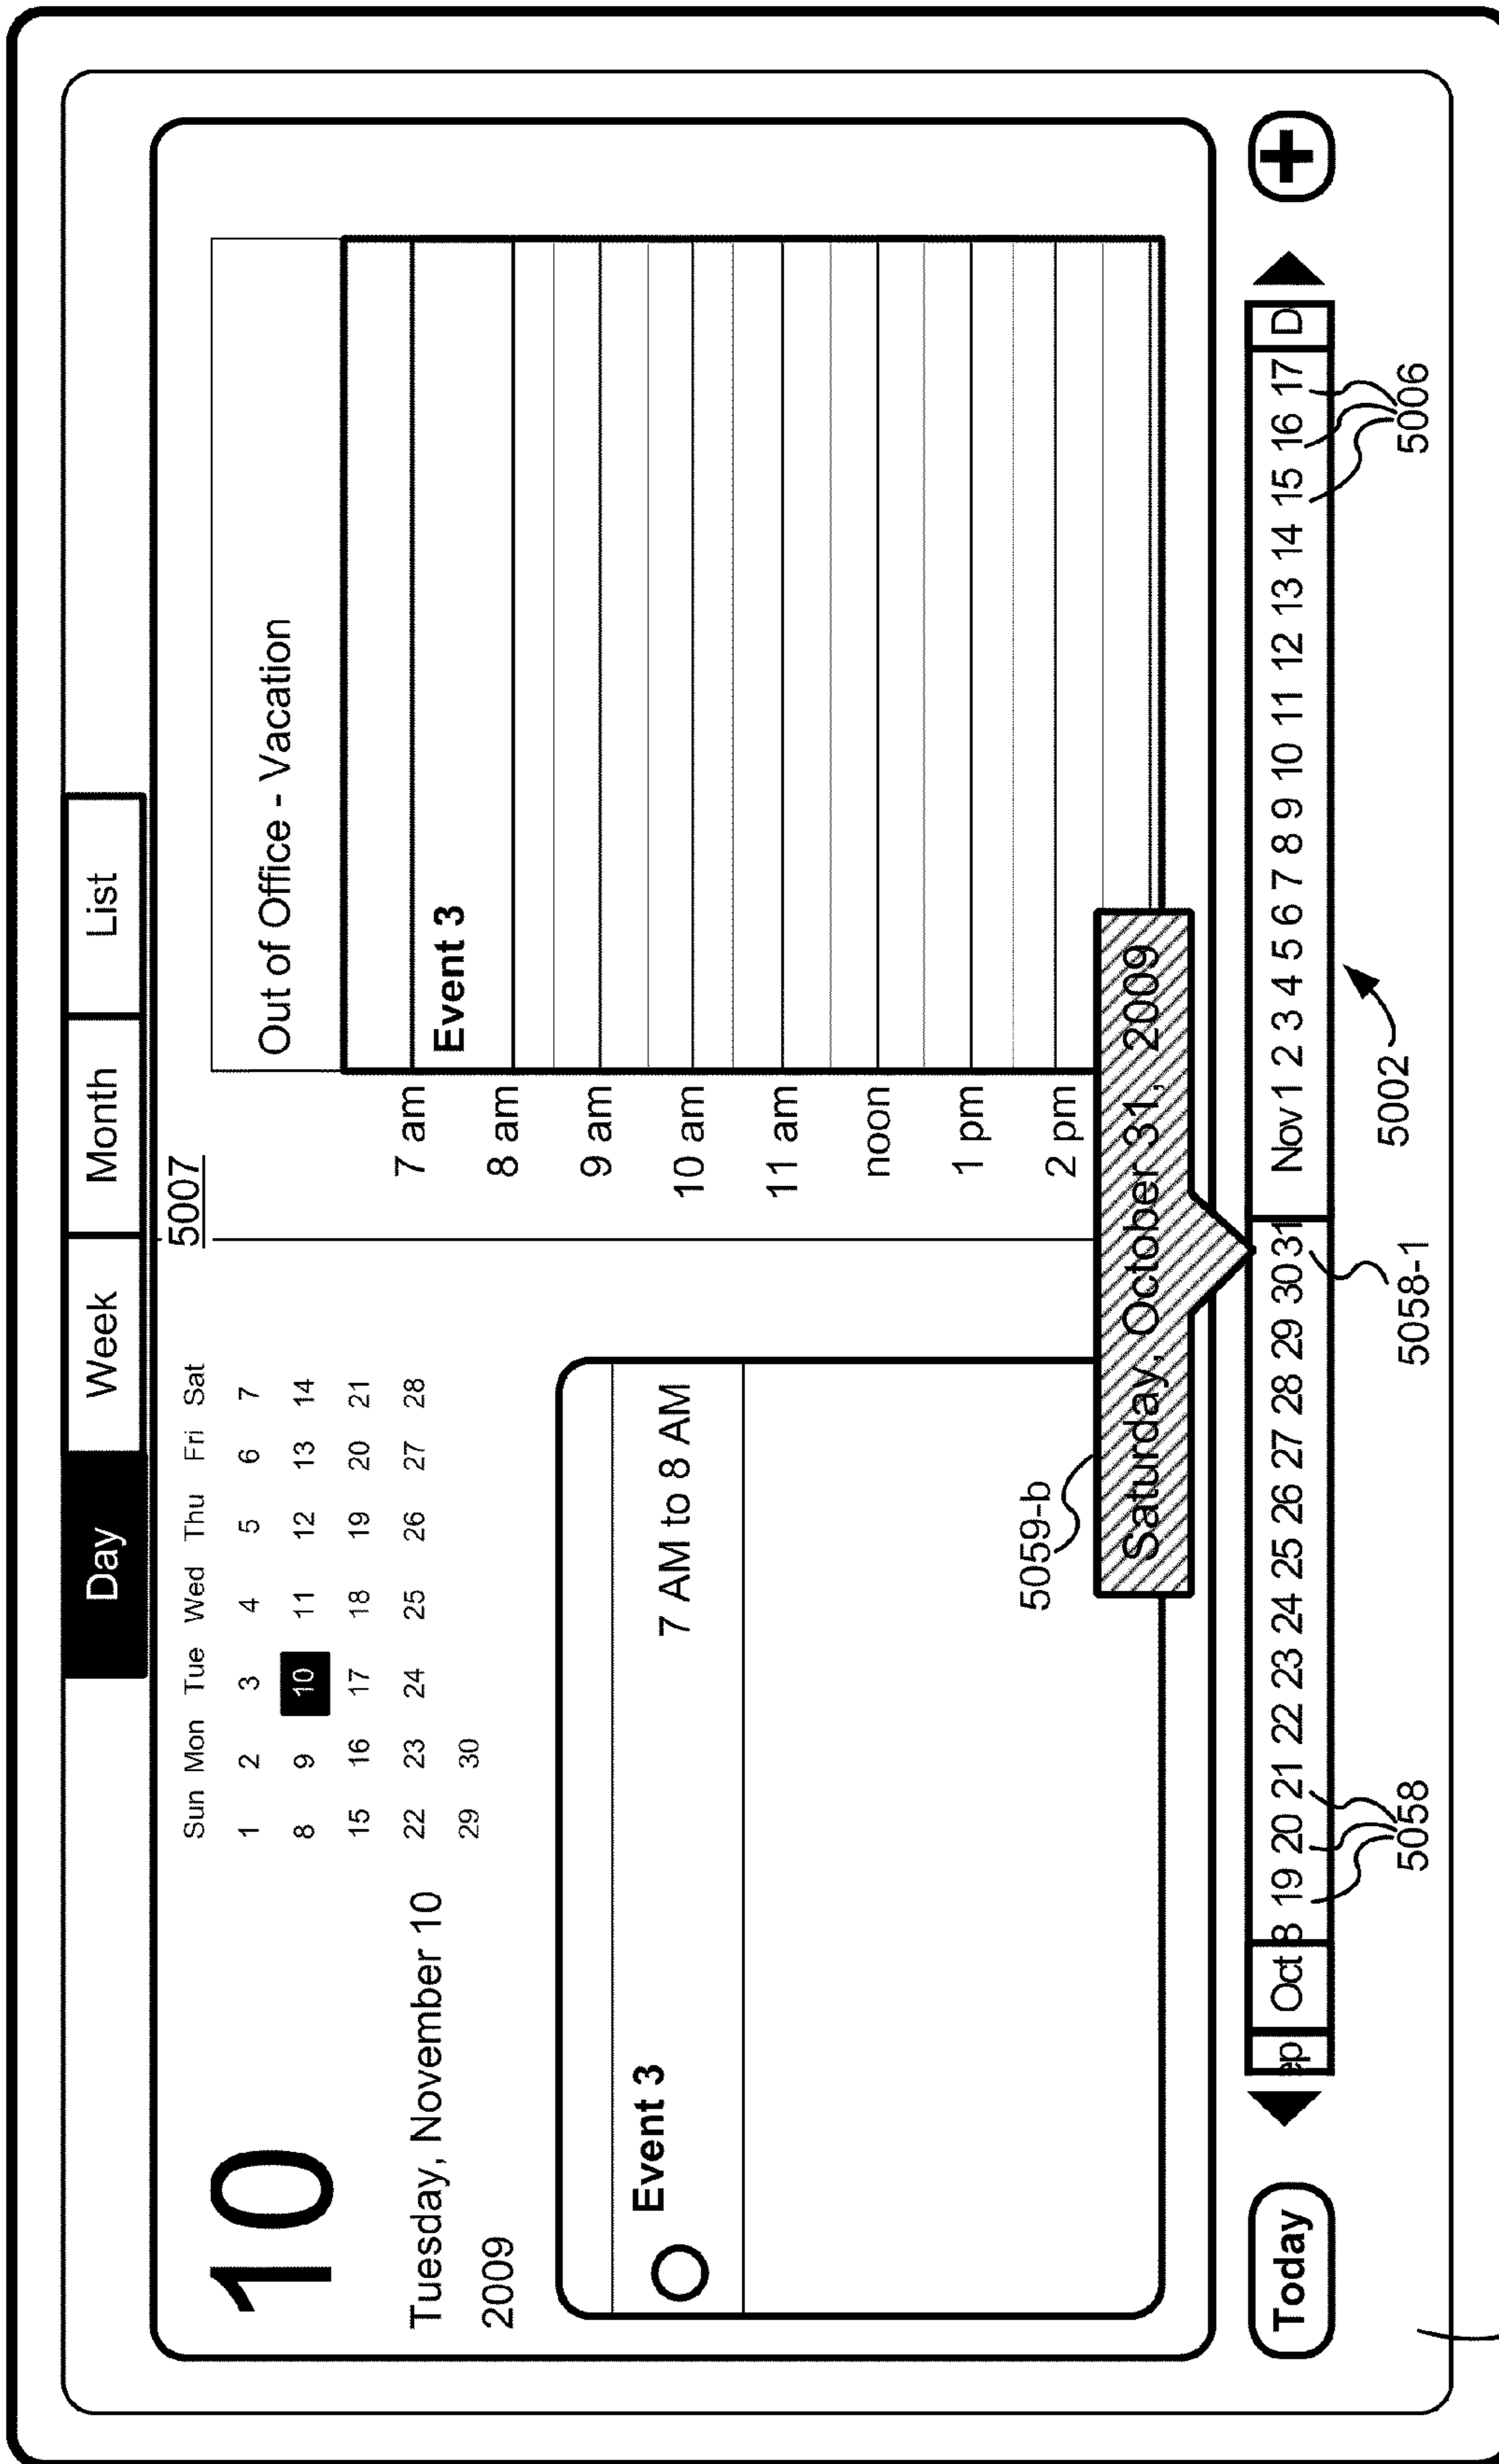 Day Week Month List
5007
10
Tuesday, November 10
2009
Sun Mon Tue Wed Thu Fri Sat
1 2 3 4 5 6 7
8 9 10 11 12 13 14
15 16 17 18 19 20 21
22 23 24 25 26 27 28
29 30
Event 3
7 AM to 8 AM
Out of Office - Vacation
7 am
Event 3
8 am
9 am
10 am
11 am
noon
1 pm
2 pm
5059-b
Saturday, October 31, 2009
Today ep Oct 8 19 20 21 22 23 24 25 26 27 28 29 30 31 Nov 1 2 3 4 5 6 7 8 9 10 11 12 13 14 15 16 17 D +
5058 5058-1 5002 5006